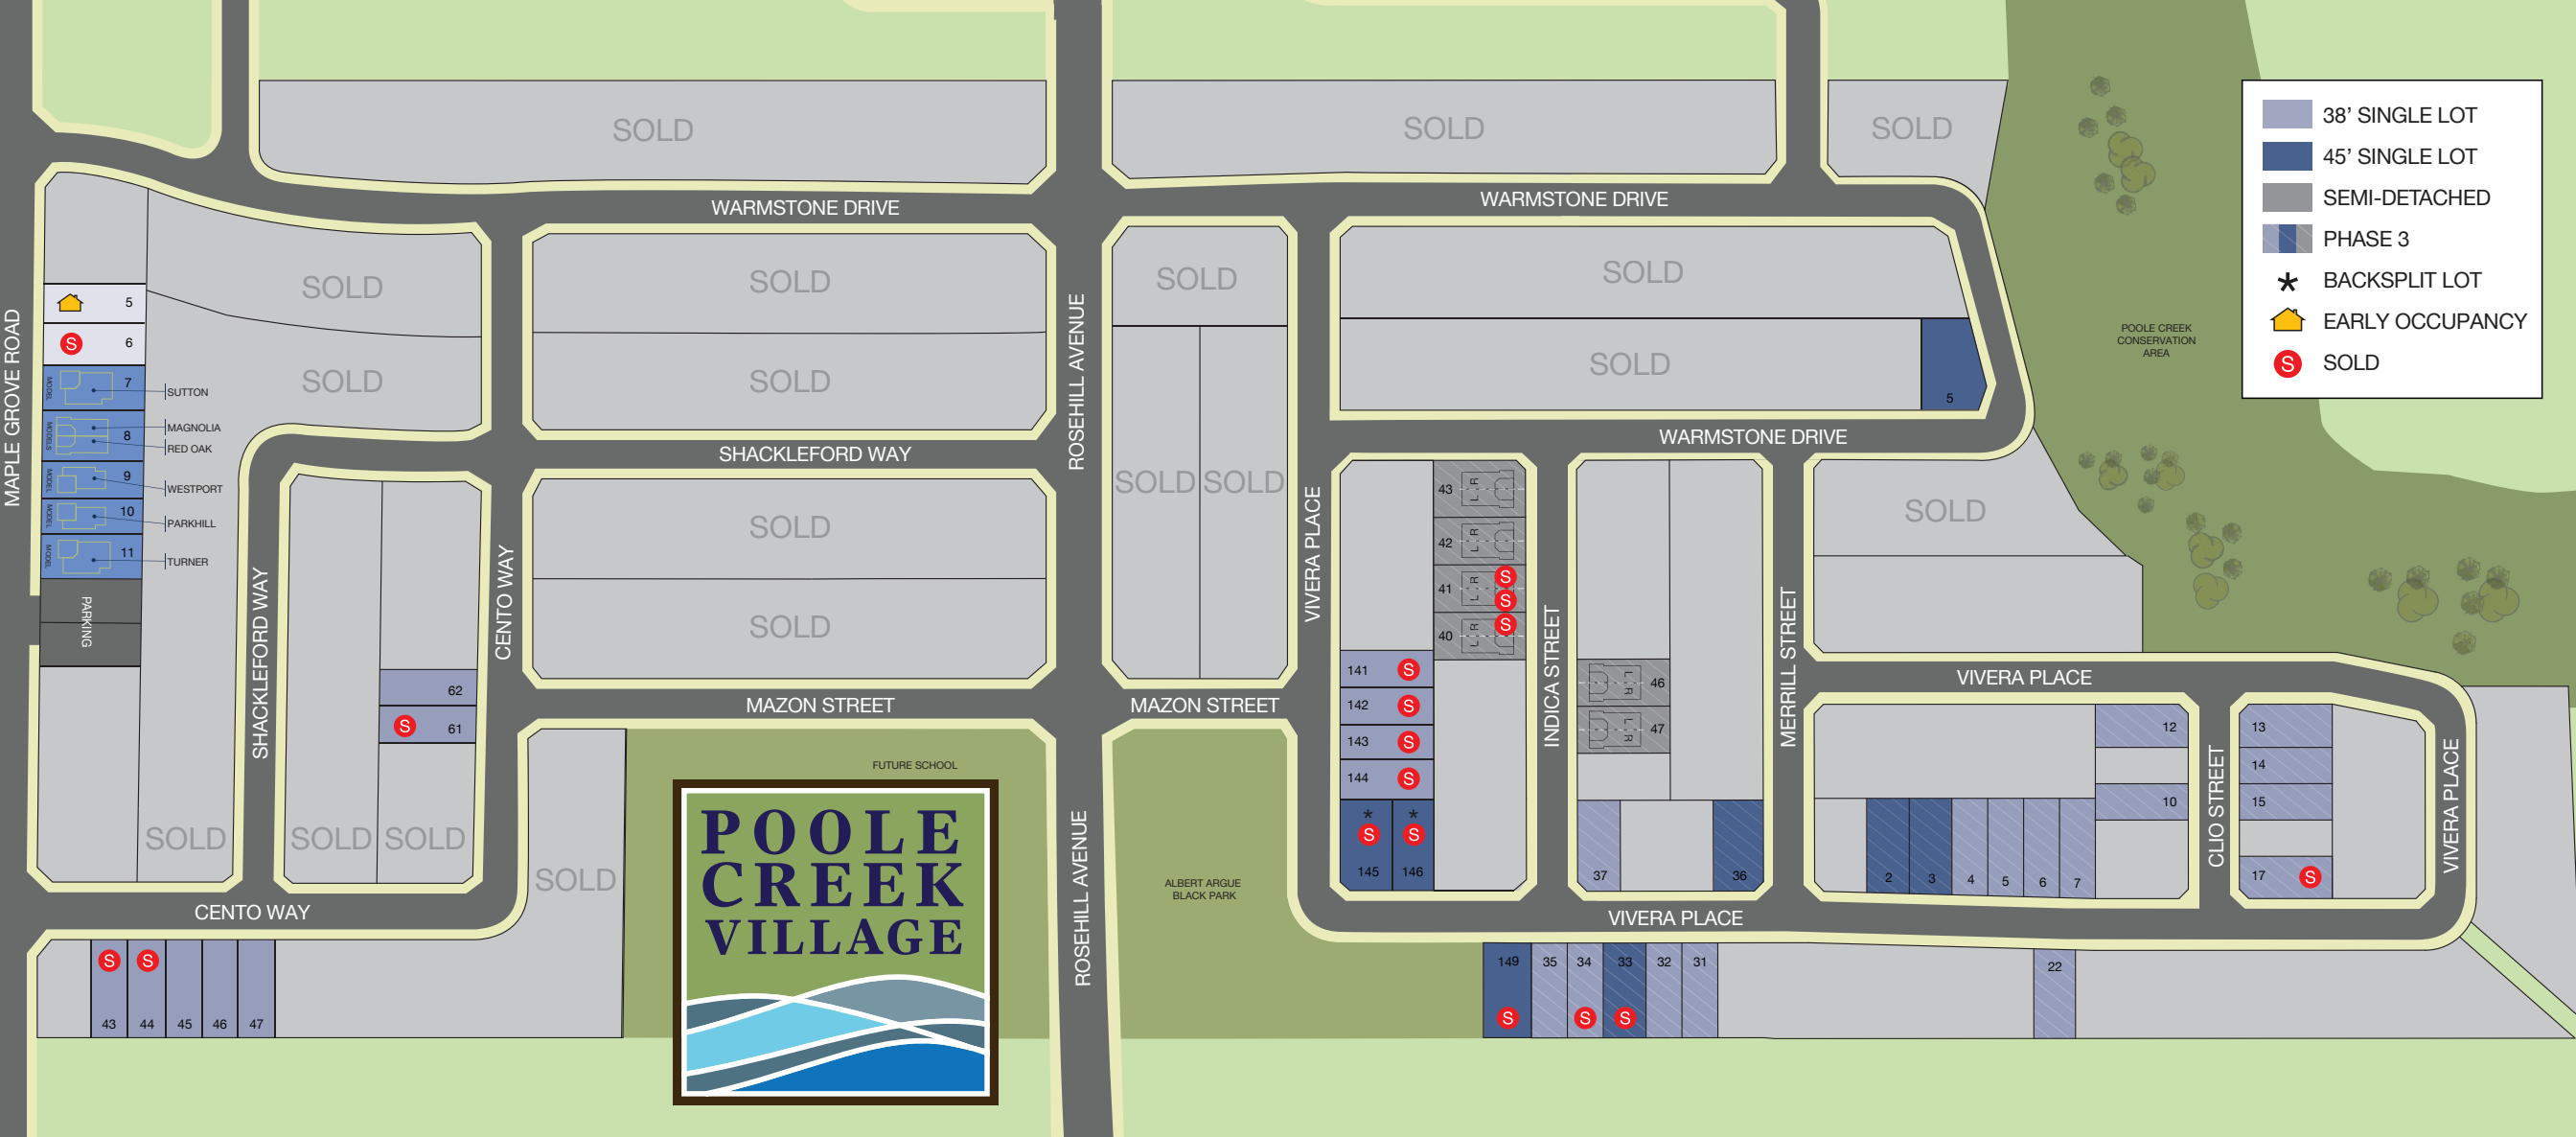 SOLD
SOLD
SOLD
38’ SINGLE LOT
45’ SINGLE LOT
SEMI-DETACHED
PHASE 3
* BACKSPLIT LOT
EARLY OCCUPANCY
S SOLD
WARMSTONE DRIVE
WARMSTONE DRIVE
MAPLE GROVE ROAD
5
S 6
MODEL 7 SUTTON
MODELS 8 MAGNOLIA
RED OAK
MODEL 9 WESTPORT
MODEL 10 PARKHILL
MODEL 11 TURNER
PARKING
SOLD
SOLD
SOLD
SOLD
SOLD
SOLD
SHACKLEFORD WAY
SHACKLEFORD WAY
CENTO WAY
SOLD
SOLD
62
S 61
SOLD
SOLD
SOLD
CENTO WAY
S 43
S 44
45
46
47
SOLD
MAZON STREET
MAZON STREET
FUTURE SCHOOL
POOLE
CREEK
VILLAGE
ROSEHILL AVENUE
ROSEHILL AVENUE
SOLD
SOLD
SOLD
ALBERT ARGUE
BLACK PARK
VIVERA PLACE
SOLD
SOLD
5
POOLE CREEK
CONSERVATION
AREA
WARMSTONE DRIVE
43 L R
42 L R
41 L R S S
40 L R S
141 S
142 S
143 S
144 S
* S 145
* S 146
INDICA STREET
L R 46
L R 47
37
36
MERRILL STREET
SOLD
VIVERA PLACE
12
10
2
3
4
5
6
7
CLIO STREET
13
14
15
17 S
VIVERA PLACE
VIVERA PLACE
149 S
35
34 S
33 S
32
31
22